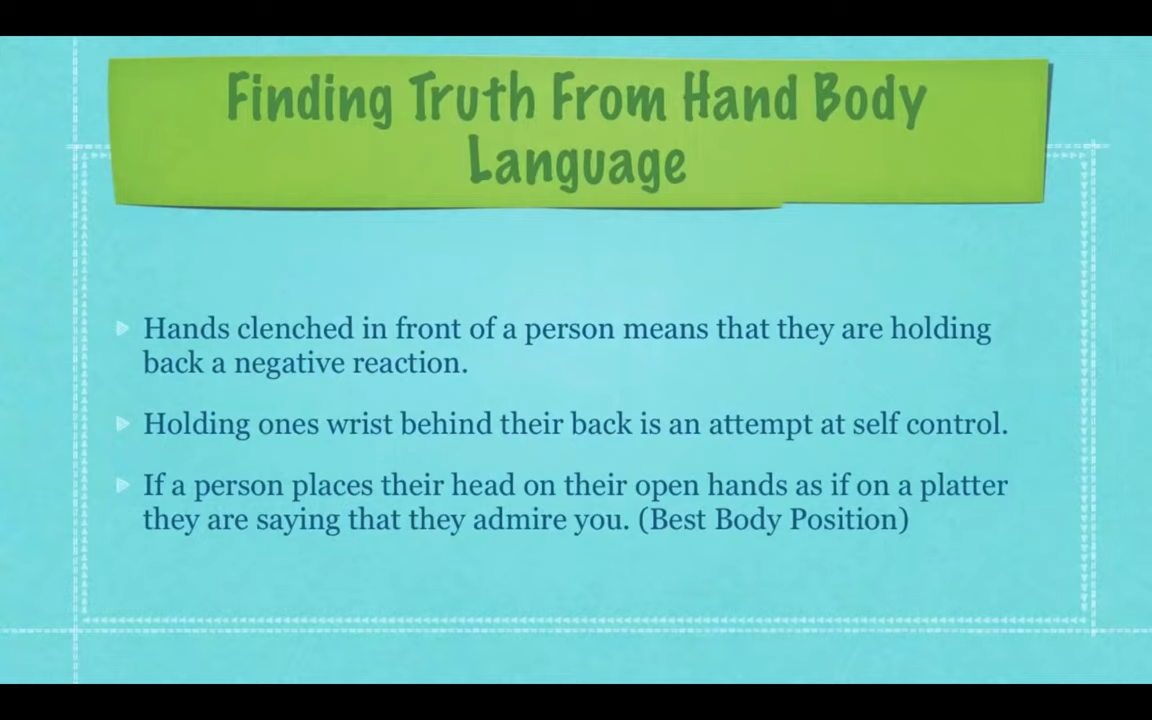 Finding Truth From Hand Body
Language
Hands clenched in front of a person means that they are holding
back a negative reaction.
Holding ones wrist behind their back is an attempt at self control.
If a person places their head on their open hands as if on a platter
they are saying that they admire you. (Best Body Position)